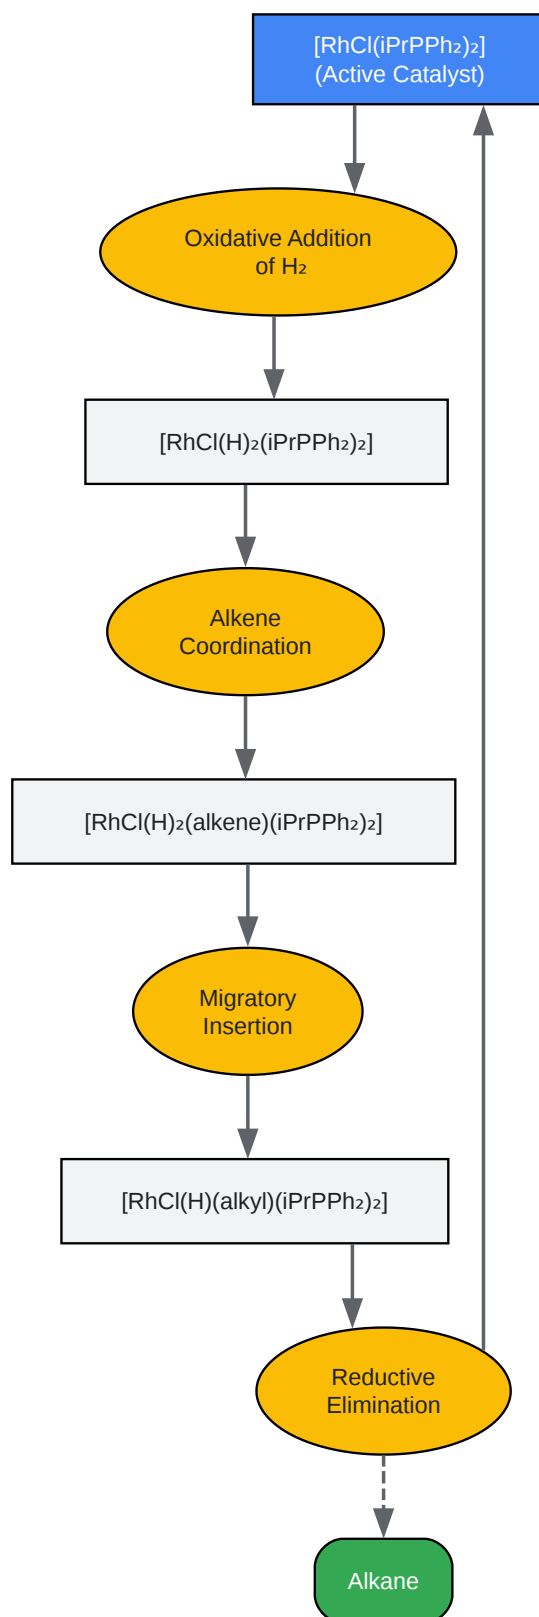 [RhCl(iPrPPh₂)₂]
(Active Catalyst)
Oxidative Addition
of H₂
[RhCl(H)₂(iPrPPh₂)₂]
Alkene
Coordination
[RhCl(H)₂(alkene)(iPrPPh₂)₂]
Migratory
Insertion
[RhCl(H)(alkyl)(iPrPPh₂)₂]
Reductive
Elimination
Alkane